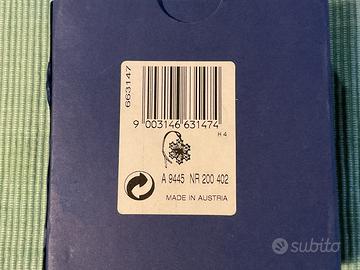 663147
9 003146 631474
H 4
A 9445 NR 200 402
MADE IN AUSTRIA
subito